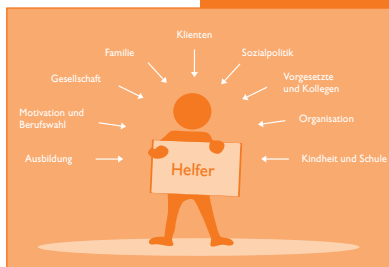 Klienten
Familie
Sozialpolitik
Gesellschaft
Vorgesetzte
und Kollegen
Motivation und
Berufswahl
Organisation
Ausbildung
Helfer
Kindheit und Schule